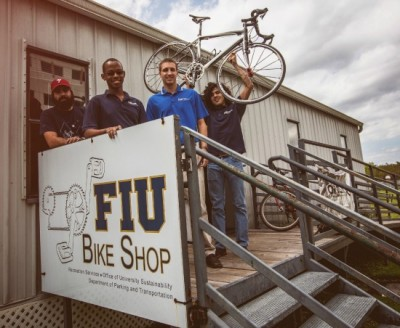 FIU
BIKE SHOP
Recreation Services • Office of University Sustainability
Department of Parking and Transportation